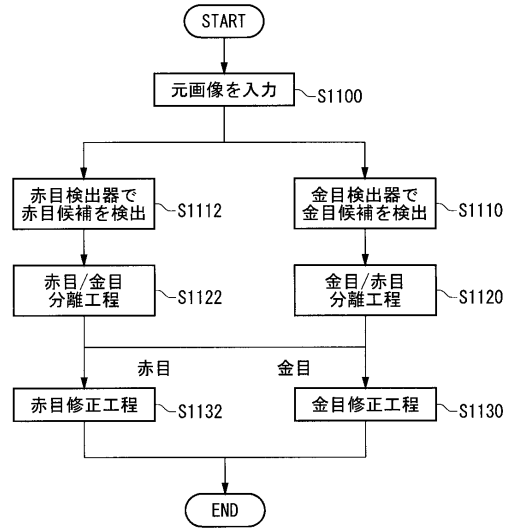 START
元画像を入力
S1100
赤目検出器で
赤目候補を検出
S1112
金目検出器で
金目候補を検出
S1110
赤目/金目
分離工程
S1122
金目/赤目
分離工程
S1120
赤目
金目
赤目修正工程
S1132
金目修正工程
S1130
END